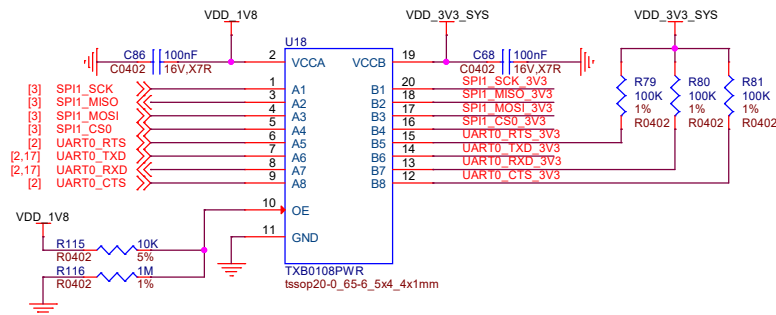 VDD_1V8 VDD_3V3_SYS VDD_3V3_SYS
U18
C86 100nF C68 100nF
C0402 16V,X7R C0402 16V,X7R
2 VCCA VCCB 19
[3] SPI1_SCK 1 A1 B1 20 SPI1_SCK_3V3
[3] SPI1_MISO 3 A2 B2 18 SPI1_MISO_3V3
[3] SPI1_MOSI 4 A3 B3 17 SPI1_MOSI_3V3
[3] SPI1_CS0 5 A4 B4 16 SPI1_CS0_3V3
[2] UART0_RTS 6 A5 B5 15 UART0_RTS_3V3
[2,17] UART0_TXD 7 A6 B6 14 UART0_TXD_3V3
[2,17] UART0_RXD 8 A7 B7 13 UART0_RXD_3V3
[2] UART0_CTS 9 A8 B8 12 UART0_CTS_3V3
R79 R80 R81
100K 100K 100K
1% 1% 1%
R0402 R0402 R0402
10 OE
11 GND
VDD_1V8
R115 10K
R0402 5%
R116 1M
R0402 1%
TXB0108PWR
tssop20-0_65-6_5x4_4x1mm